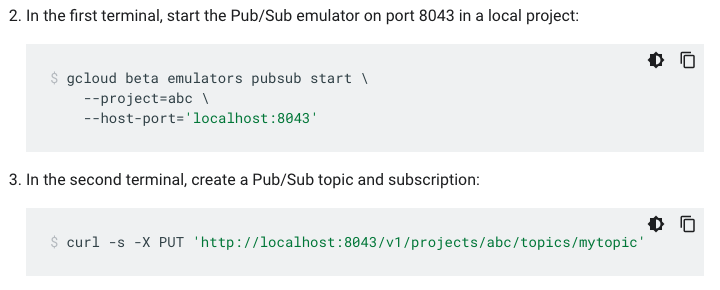 2. In the first terminal, start the Pub/Sub emulator on port 8043 in a local project:
$ gcloud beta emulators pubsub start \
--project=abc \
--host-port='localhost:8043'
3. In the second terminal, create a Pub/Sub topic and subscription:
$ curl -s -X PUT 'http://localhost:8043/v1/projects/abc/topics/mytopic'